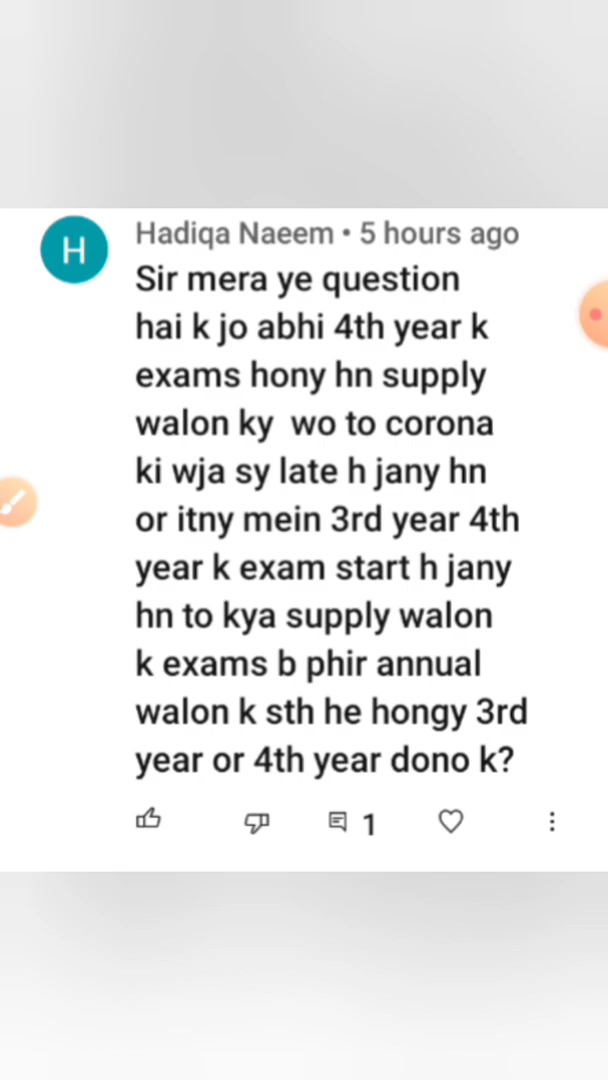 H
Hadiqa Naeem • 5 hours ago
Sir mera ye question
hai k jo abhi 4th year k
exams hony hn supply
walon ky  wo to corona
ki wja sy late h jany hn
or itny mein 3rd year 4th
year k exam start h jany
hn to kya supply walon
k exams b phir annual
walon k sth he hongy 3rd
year or 4th year dono k?
1